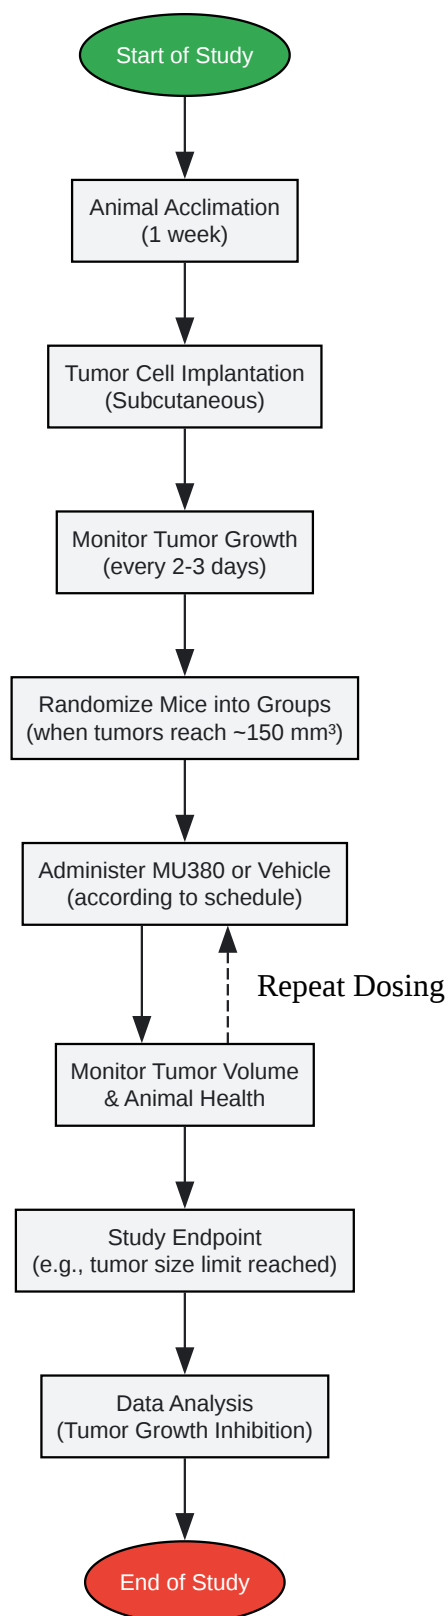 Start of Study
Animal Acclimation
(1 week)
Tumor Cell Implantation
(Subcutaneous)
Monitor Tumor Growth
(every 2-3 days)
Randomize Mice into Groups
(when tumors reach ~150 mm³)
Administer MU380 or Vehicle
(according to schedule)
Repeat Dosing
Monitor Tumor Volume
& Animal Health
Study Endpoint
(e.g., tumor size limit reached)
Data Analysis
(Tumor Growth Inhibition)
End of Study